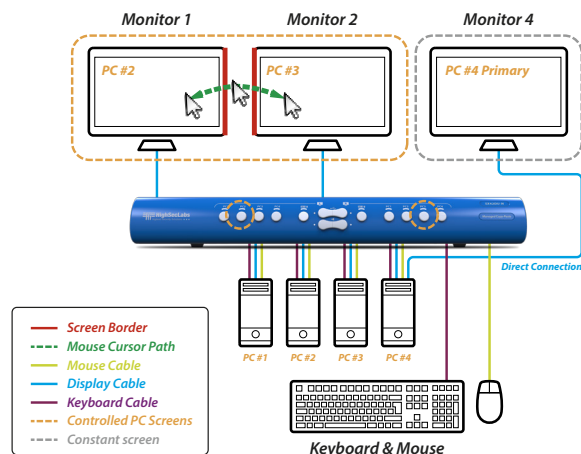 Monitor 1
Monitor 2
Monitor 4
PC #2
PC #3
PC #4 Primary
HighSecLabs
Direct Connection
PC #1
PC #2
PC #3
PC #4
Screen Border
Mouse Cursor Path
Mouse Cable
Display Cable
Keyboard Cable
Controlled PC Screens
Constant screen
Keyboard & Mouse